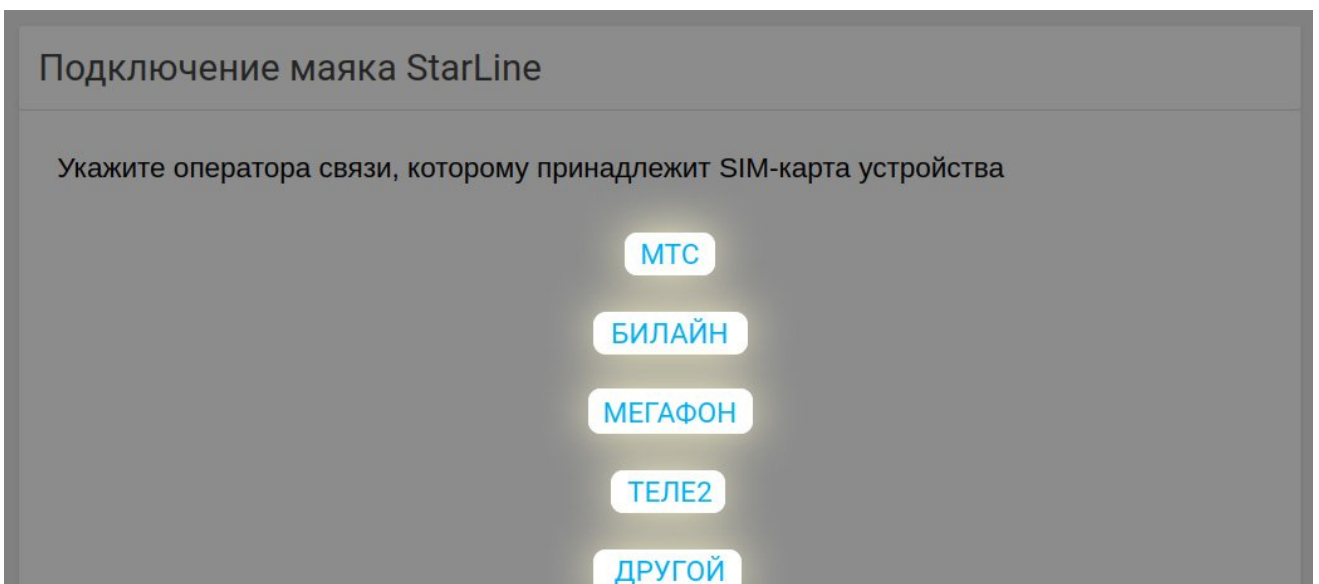 Подключение маяка StarLine
Укажите оператора связи, которому принадлежит SIM-карта устройства
МТС
БИЛАЙН
МЕГАФОН
ТЕЛЕ2
ДРУГОЙ